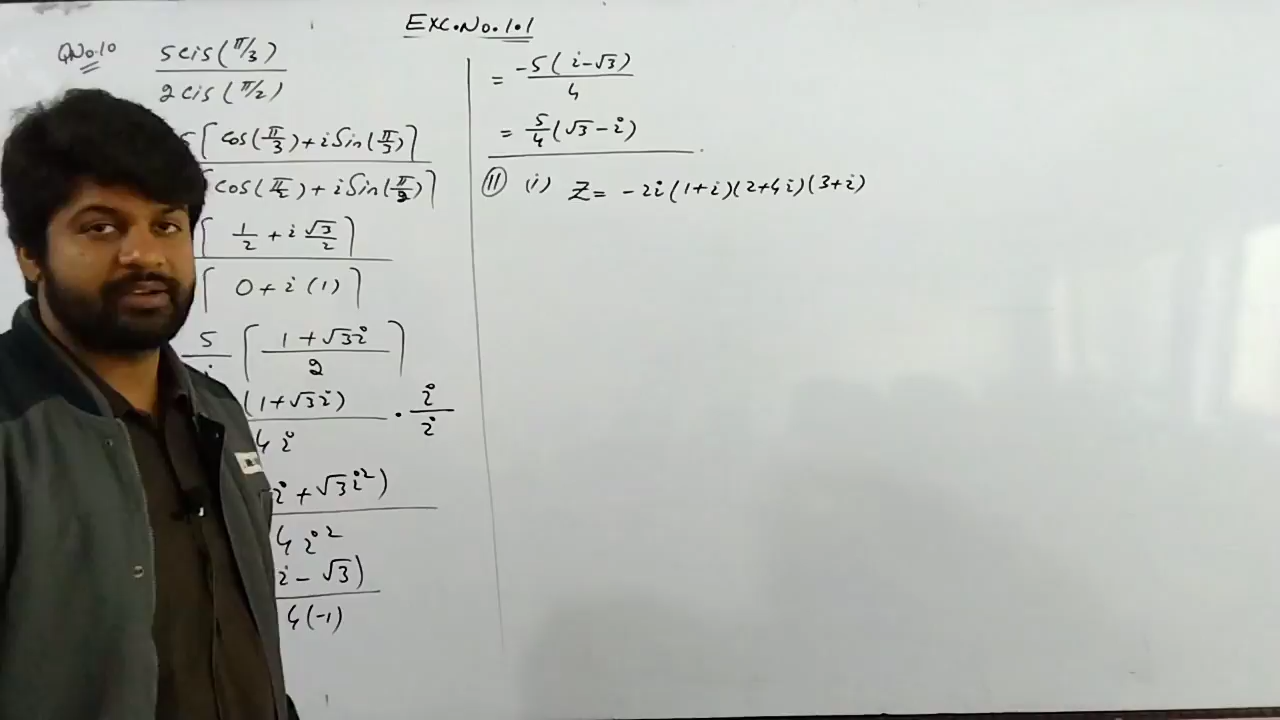 Exc.No.1.1
QNo.10 5cis(π/3)
2cis(π/2)
[cos(π/3)+iSin(π/3)]
[cos(π/2)+iSin(π/2)]
[1/2 + i √3/2]
[0+i(1)]
5/i [(1+√3i)/2]
(1+√3i) · i/i
4i
i+√3i²)
4i²
i-√3)
4(-1)
= -5(i-√3)/4
= 5/4(√3-i)
11 (i) Z= -2i(1+i)(2+4i)(3+i)